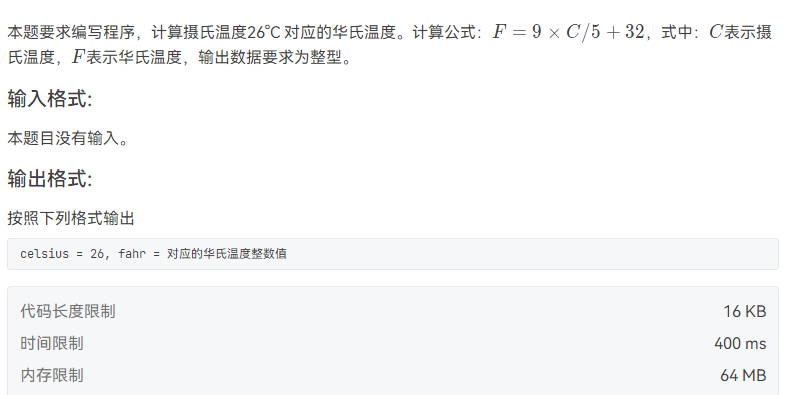 本题要求编写程序，计算摄氏温度26°C 对应的华氏温度。计算公式：F = 9 × C/5 + 32，式中：C表示摄
氏温度，F表示华氏温度，输出数据要求为整型。
输入格式:
本题目没有输入。
输出格式:
按照下列格式输出
celsius = 26, fahr = 对应的华氏温度整数值
代码长度限制 16 KB
时间限制 400 ms
内存限制 64 MB